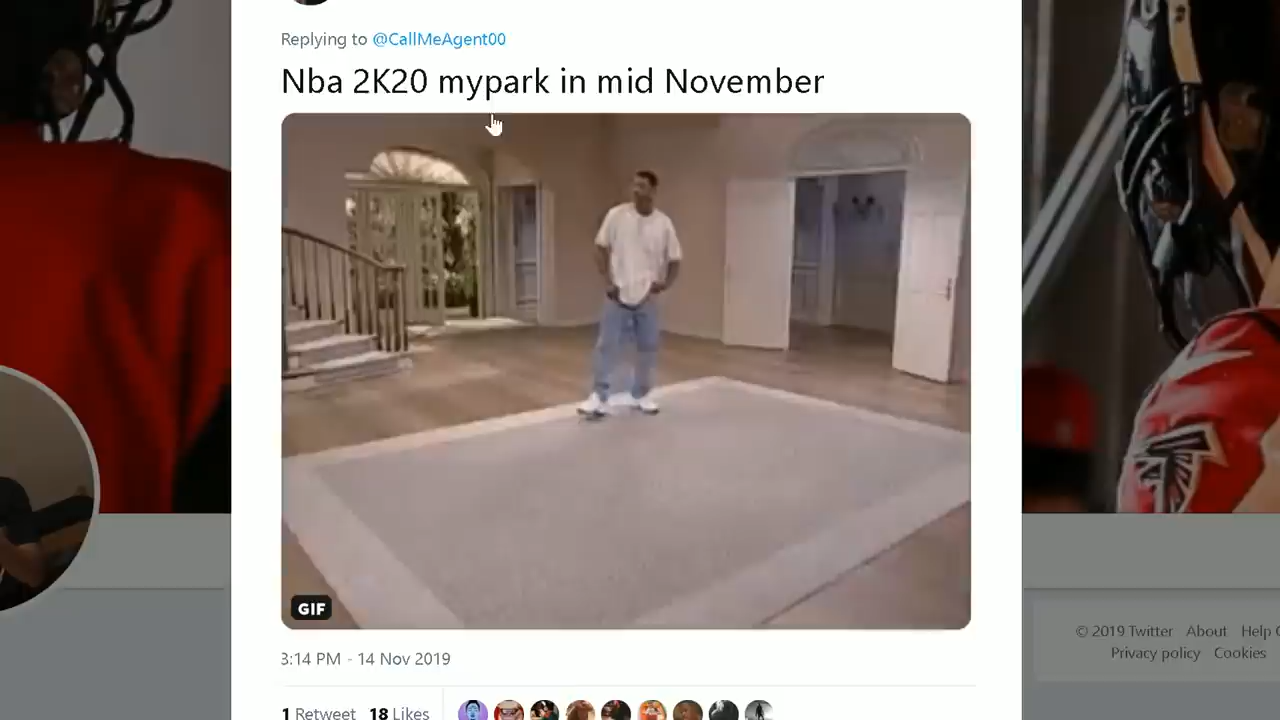 Replying to @CallMeAgent00
Nba 2K20 mypark in mid November
GIF
3:14 PM - 14 Nov 2019
© 2019 Twitter About Help
Privacy policy Cookies
1 Retweet 18 Likes